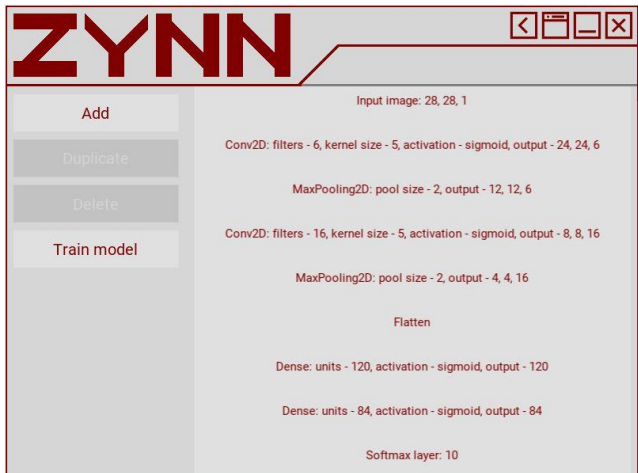 ZYNN
Add
Duplicate
Delete
Train model
Input image: 28, 28, 1
Conv2D: filters - 6, kernel size - 5, activation - sigmoid, output - 24, 24, 6
MaxPooling2D: pool size - 2, output - 12, 12, 6
Conv2D: filters - 16, kernel size - 5, activation - sigmoid, output - 8, 8, 16
MaxPooling2D: pool size - 2, output - 4, 4, 16
Flatten
Dense: units - 120, activation - sigmoid, output - 120
Dense: units - 84, activation - sigmoid, output - 84
Softmax layer: 10